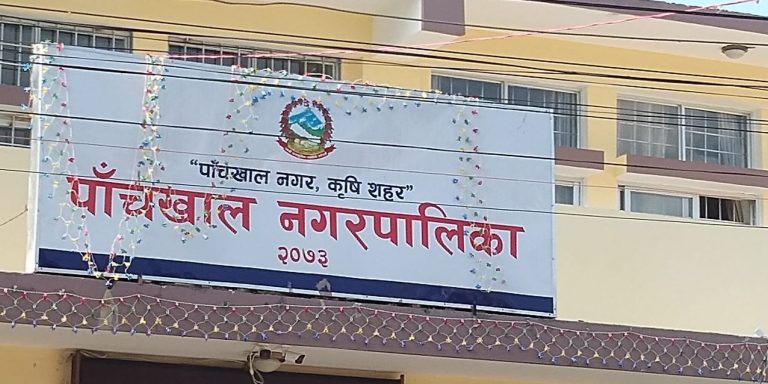 "पाँचखाल नगर, कृषि शहर"
पाँचखाल नगरपालिका
२०७३